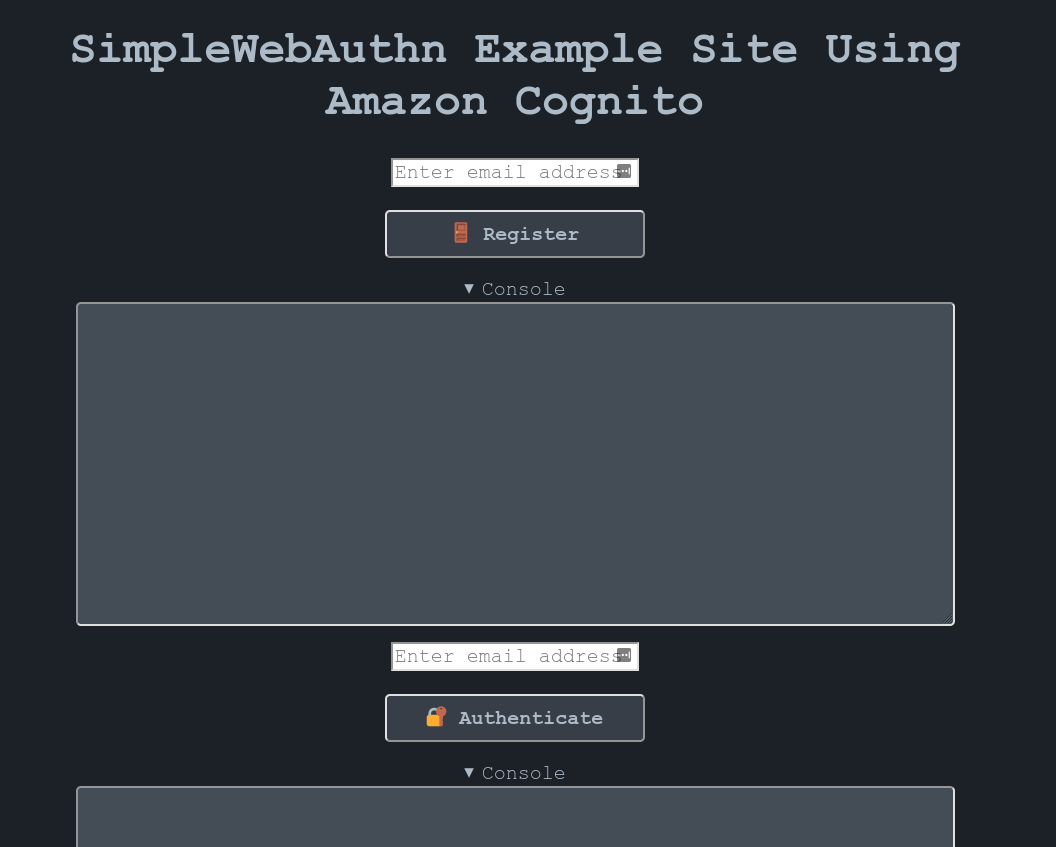 SimpleWebAuthn Example Site Using
Amazon Cognito
Enter email address
Register
▼ Console
Enter email address
Authenticate
▼ Console